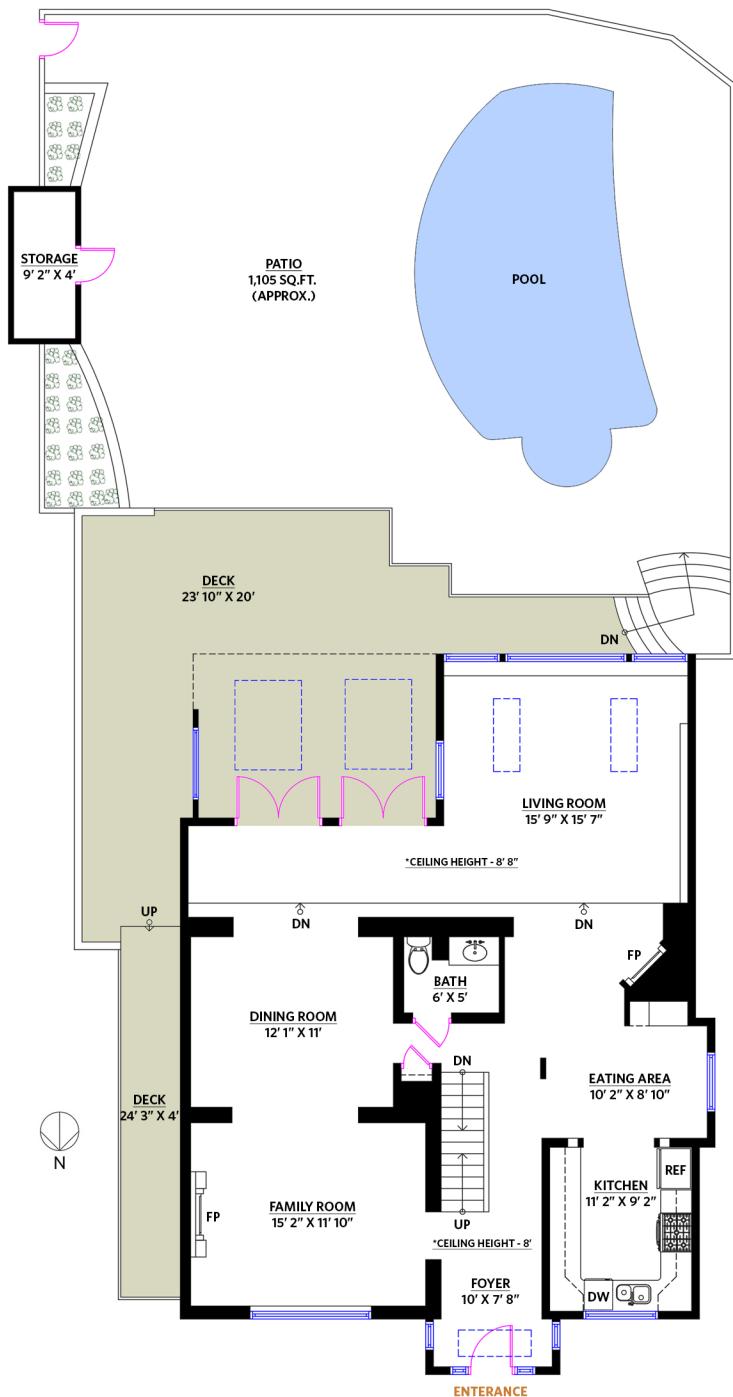 STORAGE
9' 2" X 4'
PATIO
1,105 SQ.FT.
(APPROX.)
POOL
DECK
23' 10" X 20'
DN
LIVING ROOM
15' 9" X 15' 7"
*CEILING HEIGHT - 8' 8"
UP
DN
DN
FP
BATH
6' X 5'
DINING ROOM
12' 1" X 11'
DN
EATING AREA
10' 2" X 8' 10"
DECK
24' 3" X 4'
N
REF
KITCHEN
11' 2" X 9' 2"
FAMILY ROOM
15' 2" X 11' 10"
FP
UP
*CEILING HEIGHT - 8'
FOYER
10' X 7' 8"
DW
ENTERANCE